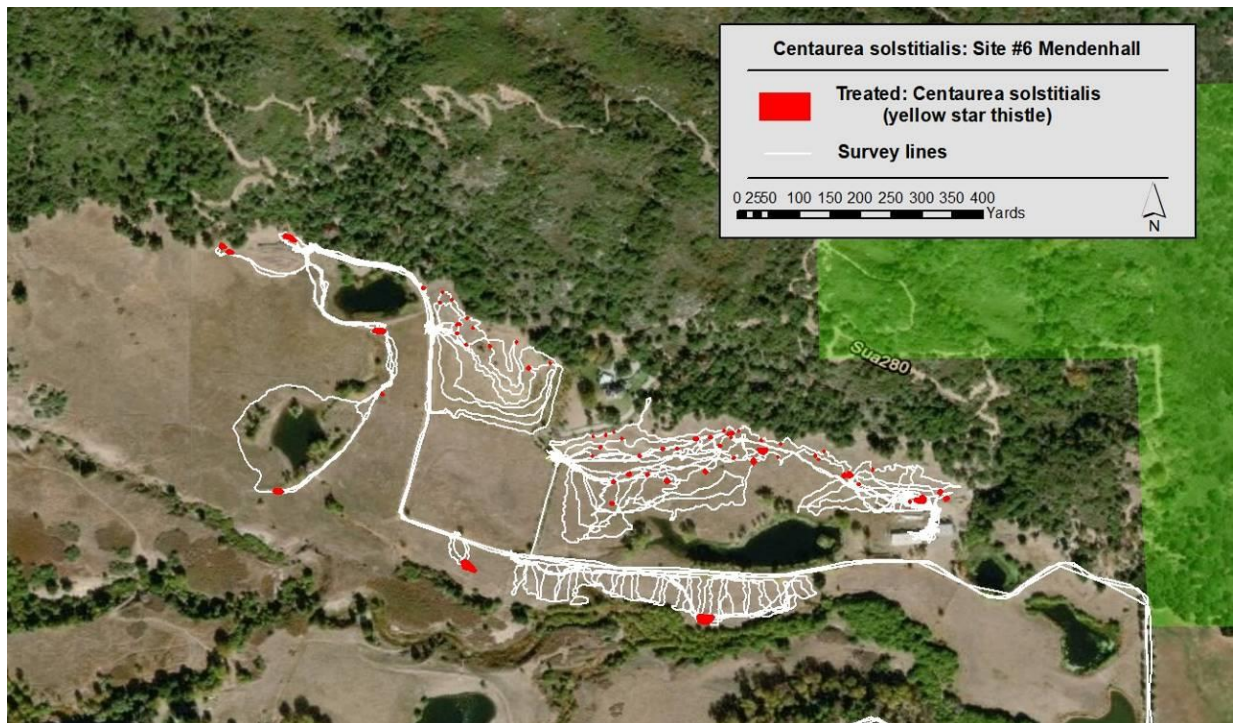 Centaurea solstitialis: Site #6 Mendenhall
Treated: Centaurea solstitialis
(yellow star thistle)
Survey lines
0 2550 100 150 200 250 300 350 400
Yards
N
Sua280